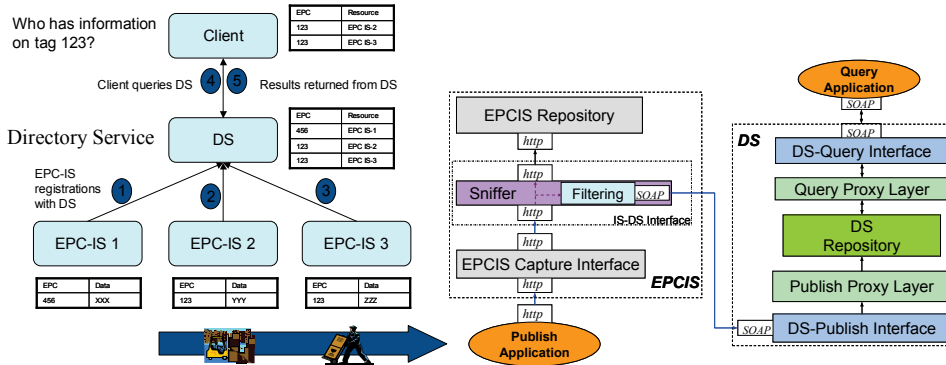 Who has information
on tag 123?
Client
EPC Resource
123 EPC IS-2
123 EPC IS-3
Client queries DS
4
5
Results returned from DS
Directory Service
DS
EPC Resource
456 EPC IS-1
123 EPC IS-2
123 EPC IS-3
EPC-IS
registrations
with DS
1
2
3
EPC-IS 1
EPC-IS 2
EPC-IS 3
EPC Data
456 XXX
EPC Data
123 YYY
EPC Data
123 ZZZ
EPCIS Repository
http
http
Sniffer
Filtering
SOAP
http
IS-DS Interface
http
EPCIS Capture Interface
http
EPCIS
http
Publish
Application
Query
Application
SOAP
SOAP
DS
DS-Query Interface
Query Proxy Layer
DS
Repository
Publish Proxy Layer
SOAP
DS-Publish Interface